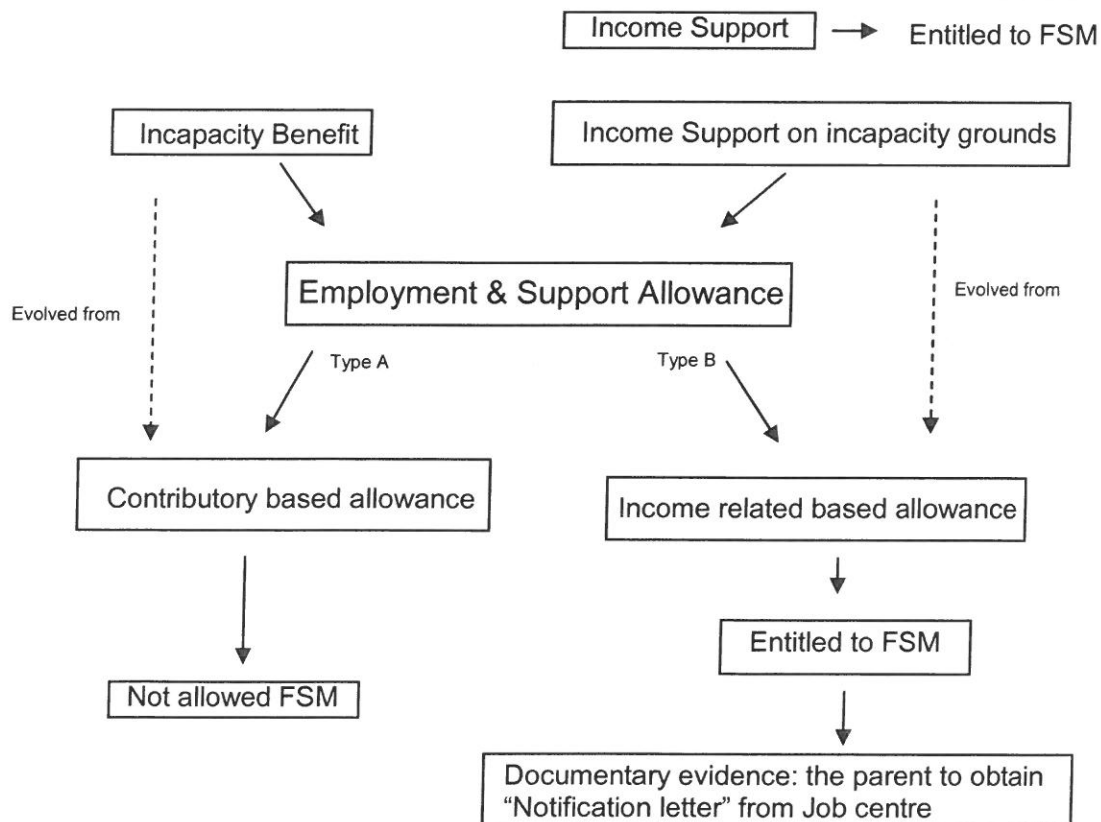 Income Support
Entitled to FSM
Incapacity Benefit
Income Support on incapacity grounds
Employment & Support Allowance
Evolved from
Evolved from
Type A
Type B
Contributory based allowance
Income related based allowance
Entitled to FSM
Not allowed FSM
Documentary evidence: the parent to obtain
“Notification letter” from Job centre